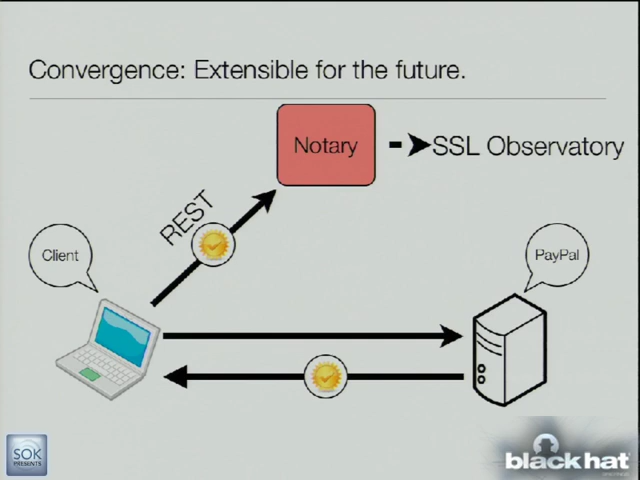 Convergence: Extensible for the future.
Notary
SSL Observatory
REST
Client
PayPal
SOK
PRESENTS
black hat